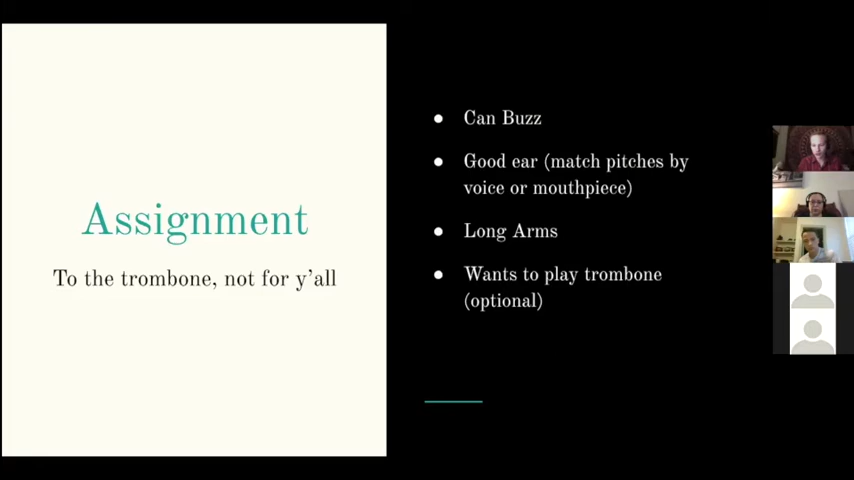 Assignment
To the trombone, not for y'all
● Can Buzz
● Good ear (match pitches by
voice or mouthpiece)
● Long Arms
● Wants to play trombone
(optional)